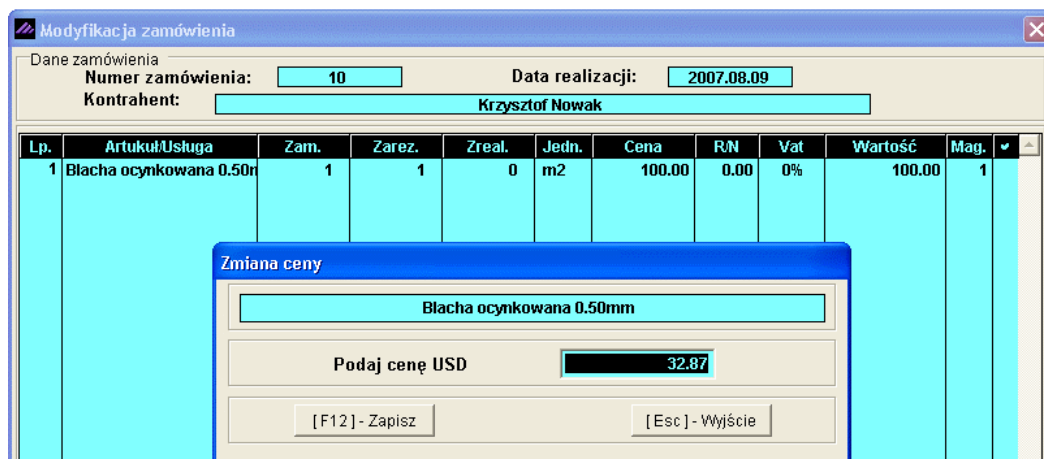 Modyfikacja zamówienia
Dane zamówienia
Numer zamówienia: 10 Data realizacji: 2007.08.09
Kontrahent: Krzysztof Nowak
Lp. Artukuł/Usługa Zam. Zarez. Zreal. Jedn. Cena R/N Vat Wartość Mag.
1 Blacha ocynkowana 0.50m 1 1 0 m2 100.00 0.00 0% 100.00 1
Zmiana ceny
Blacha ocynkowana 0.50mm
Podaj cenę USD 32.87
[ F12 ] - Zapisz [ Esc ] - Wyjście